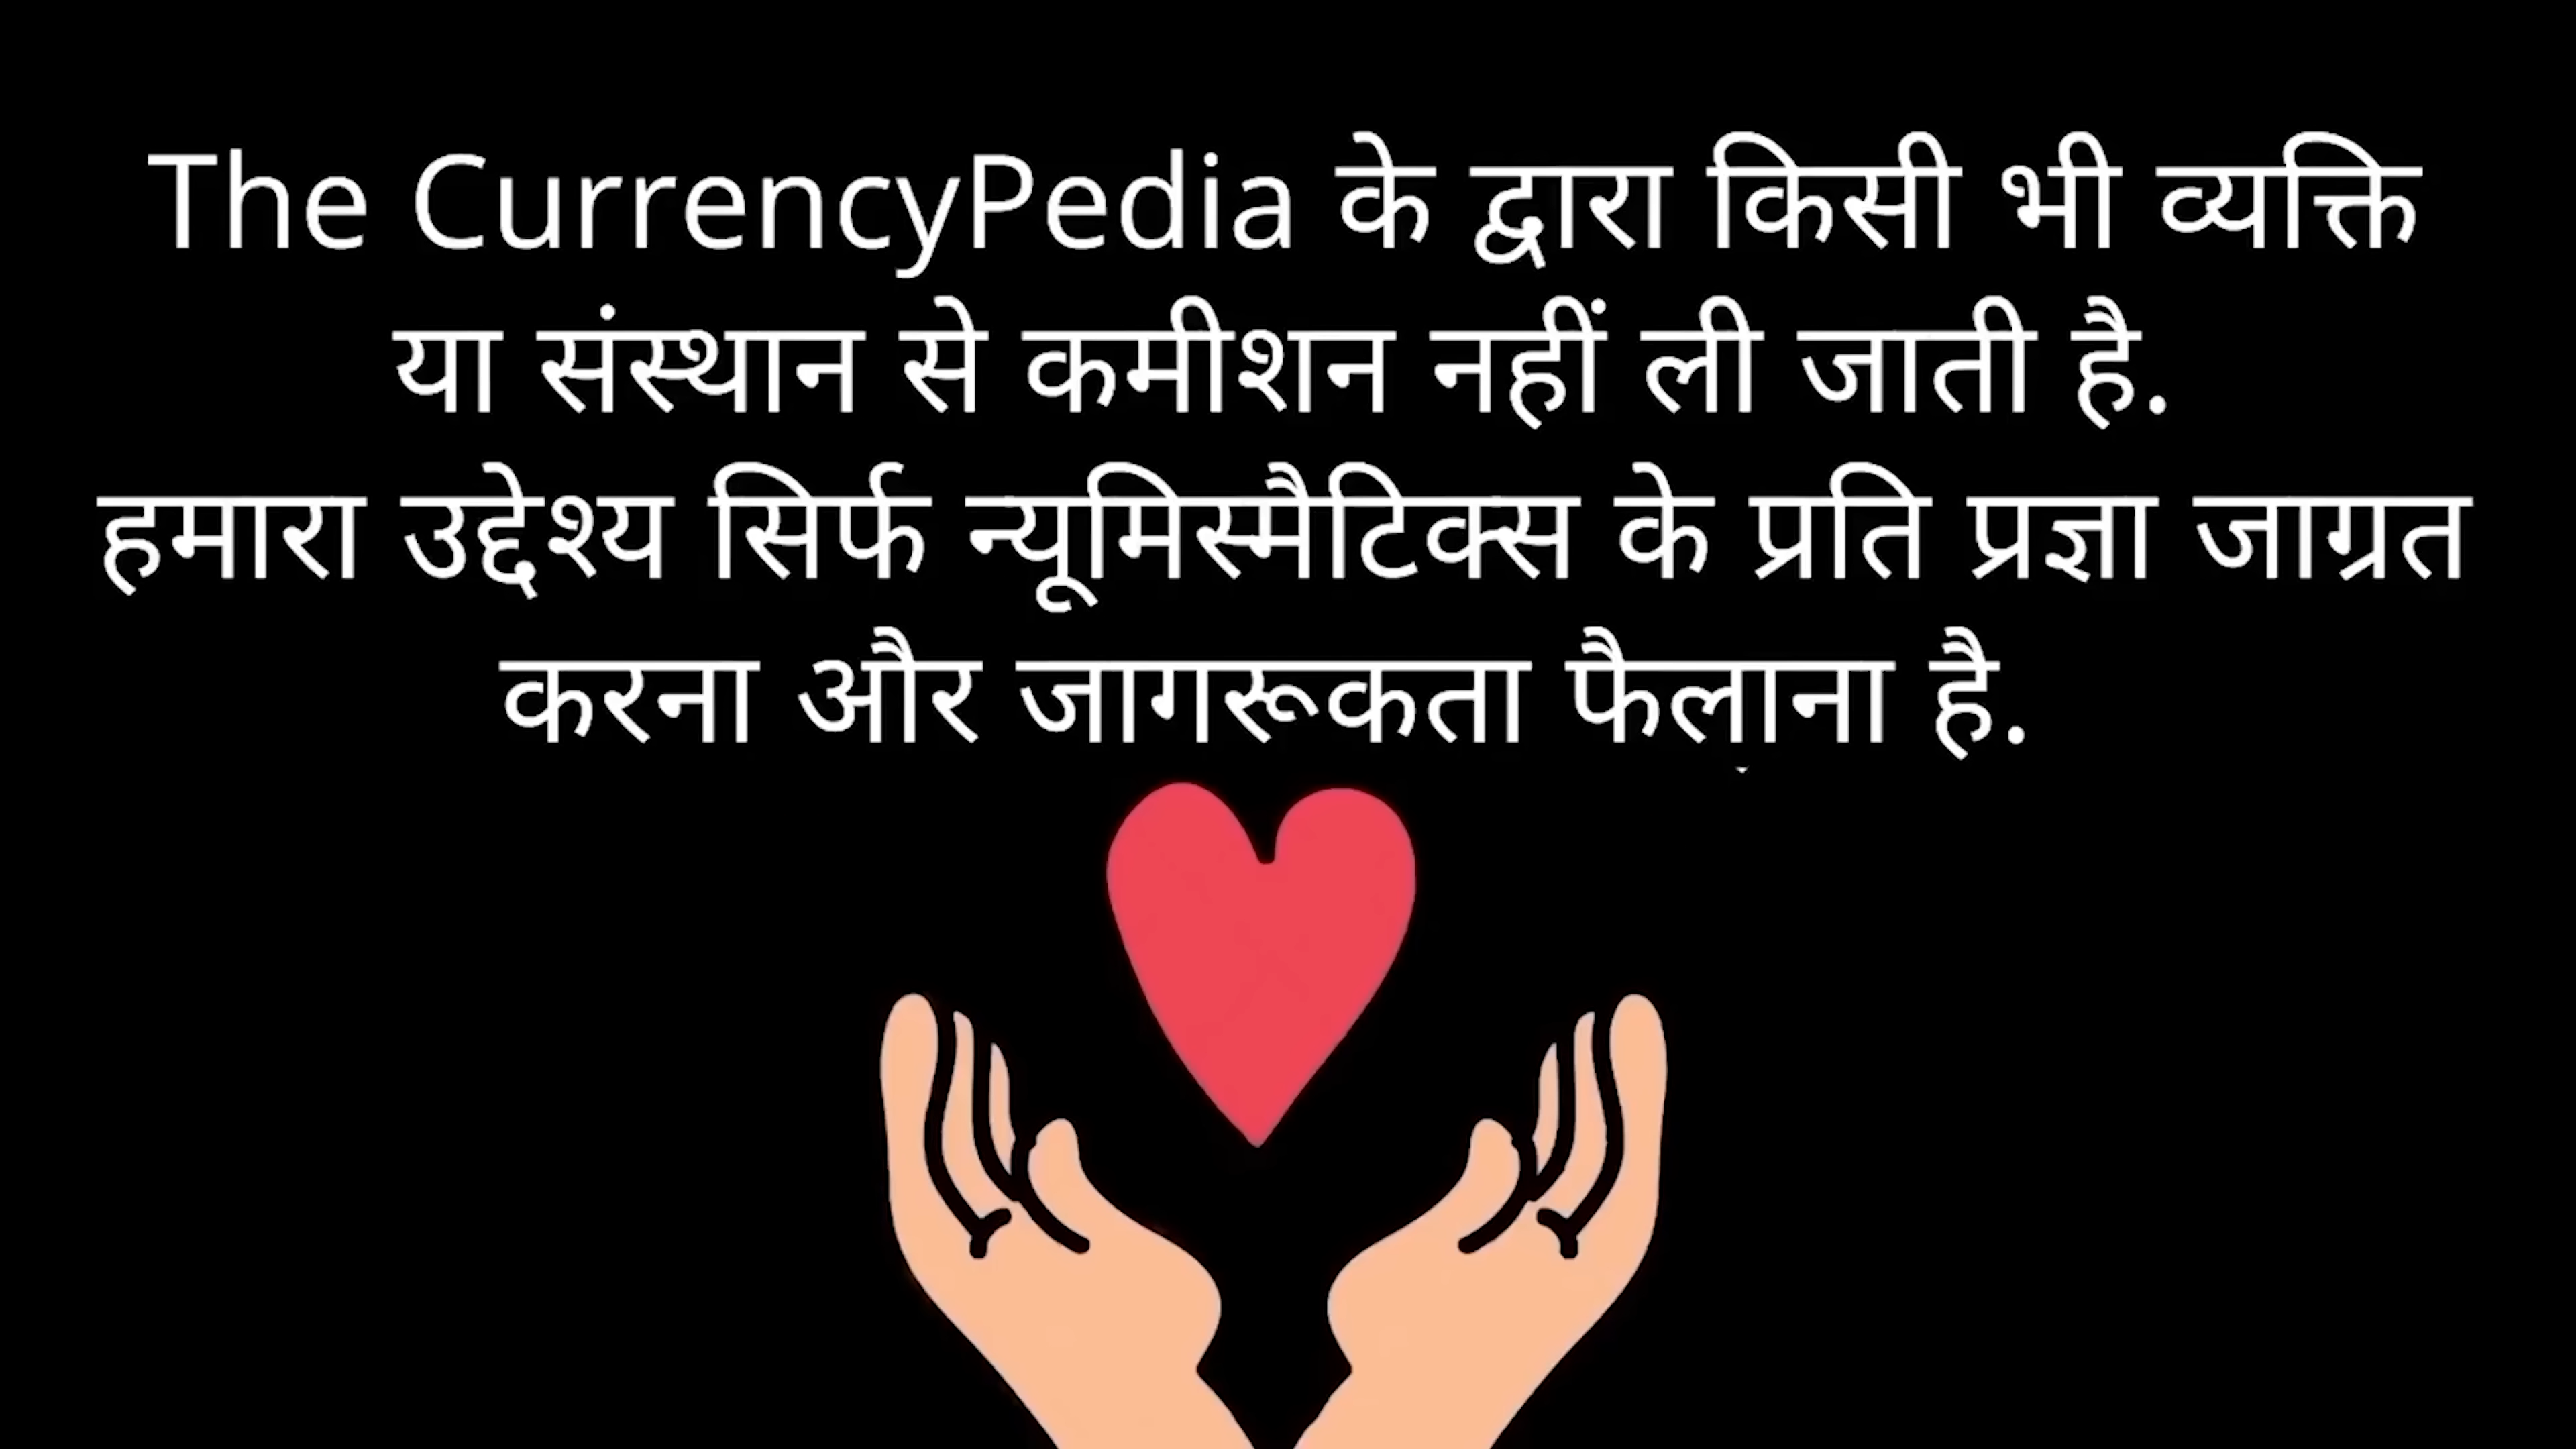 The CurrencyPedia के द्वारा किसी भी व्यक्ति
या संस्थान से कमीशन नहीं ली जाती है.
हमारा उद्देश्य सिर्फ न्यूमिस्मैटिक्स के प्रति प्रज्ञा जाग्रत
करना और जागरूकता फैलाना है.